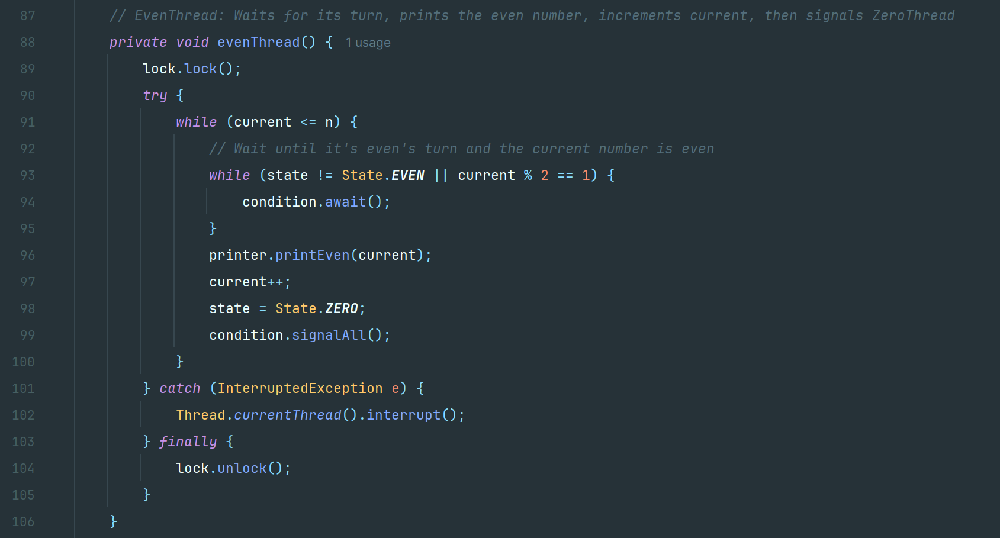 87 // EvenThread: Waits for its turn, prints the even number, increments current, then signals ZeroThread
88 private void evenThread() { 1 usage
89 lock.lock();
90 try {
91 while (current <= n) {
92 // Wait until it's even's turn and the current number is even
93 while (state != State.EVEN || current % 2 == 1) {
94 condition.await();
95 }
96 printer.printEven(current);
97 current++;
98 state = State.ZERO;
99 condition.signalAll();
100 }
101 } catch (InterruptedException e) {
102 Thread.currentThread().interrupt();
103 } finally {
104 lock.unlock();
105 }
106 }